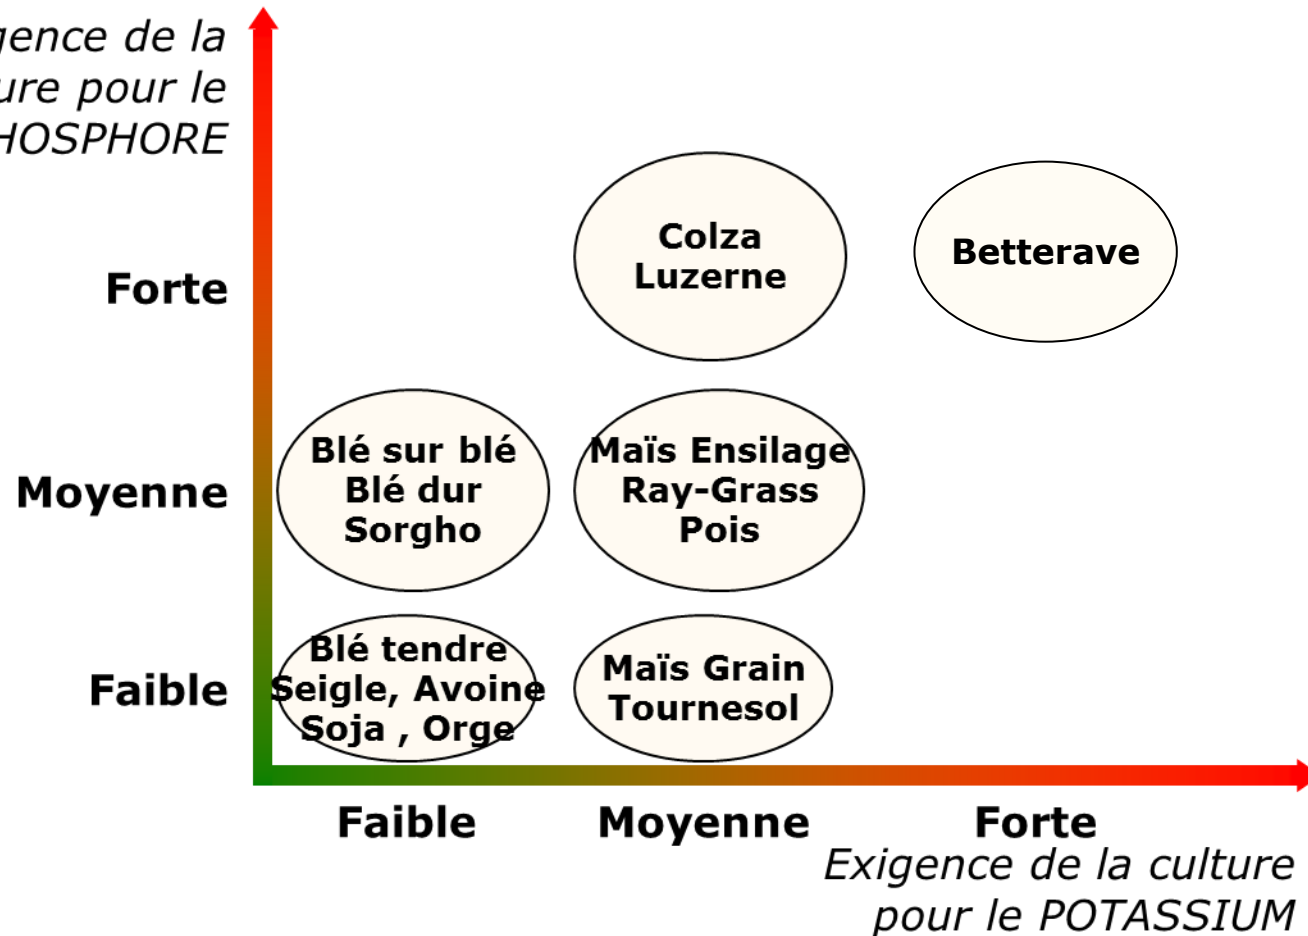 gence de la
ure pour le
HOSPHORE
Forte
Colza
Luzerne
Betterave
Moyenne
Blé sur blé
Blé dur
Sorgho
Maïs Ensilage
Ray-Grass
Pois
Faible
Blé tendre
Seigle, Avoine
Soja , Orge
Maïs Grain
Tournesol
Faible
Moyenne
Forte
Exigence de la culture
pour le POTASSIUM